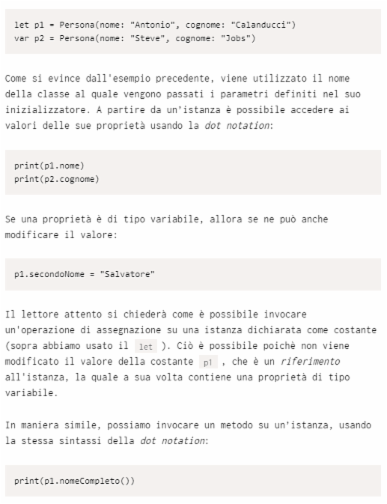 let p1 = Persona(nome: "Antonio", cognome: "Calanducci")
var p2 = Persona(nome: "Steve", cognome: "Jobs")
Come si evince dall'esempio precedente, viene utilizzato il nome
della classe al quale vengono passati i parametri definiti nel suo
inizializzatore. A partire da un'istanza è possibile accedere ai
valori delle sue proprietà usando la dot notation:
print(p1.nome)
print(p2.cognome)
Se una proprietà è di tipo variabile, allora se ne può anche
modificare il valore:
p1.secondoNome = "Salvatore"
Il lettore attento si chiederà come è possibile invocare
un'operazione di assegnazione su una istanza dichiarata come costante
(sopra abbiamo usato il let ). Ciò è possibile poichè non viene
modificato il valore della costante p1 , che è un riferimento
all'istanza, la quale a sua volta contiene una proprietà di tipo
variabile.
In maniera simile, possiamo invocare un metodo su un'istanza, usando
la stessa sintassi della dot notation:
print(p1.nomeCompleto())